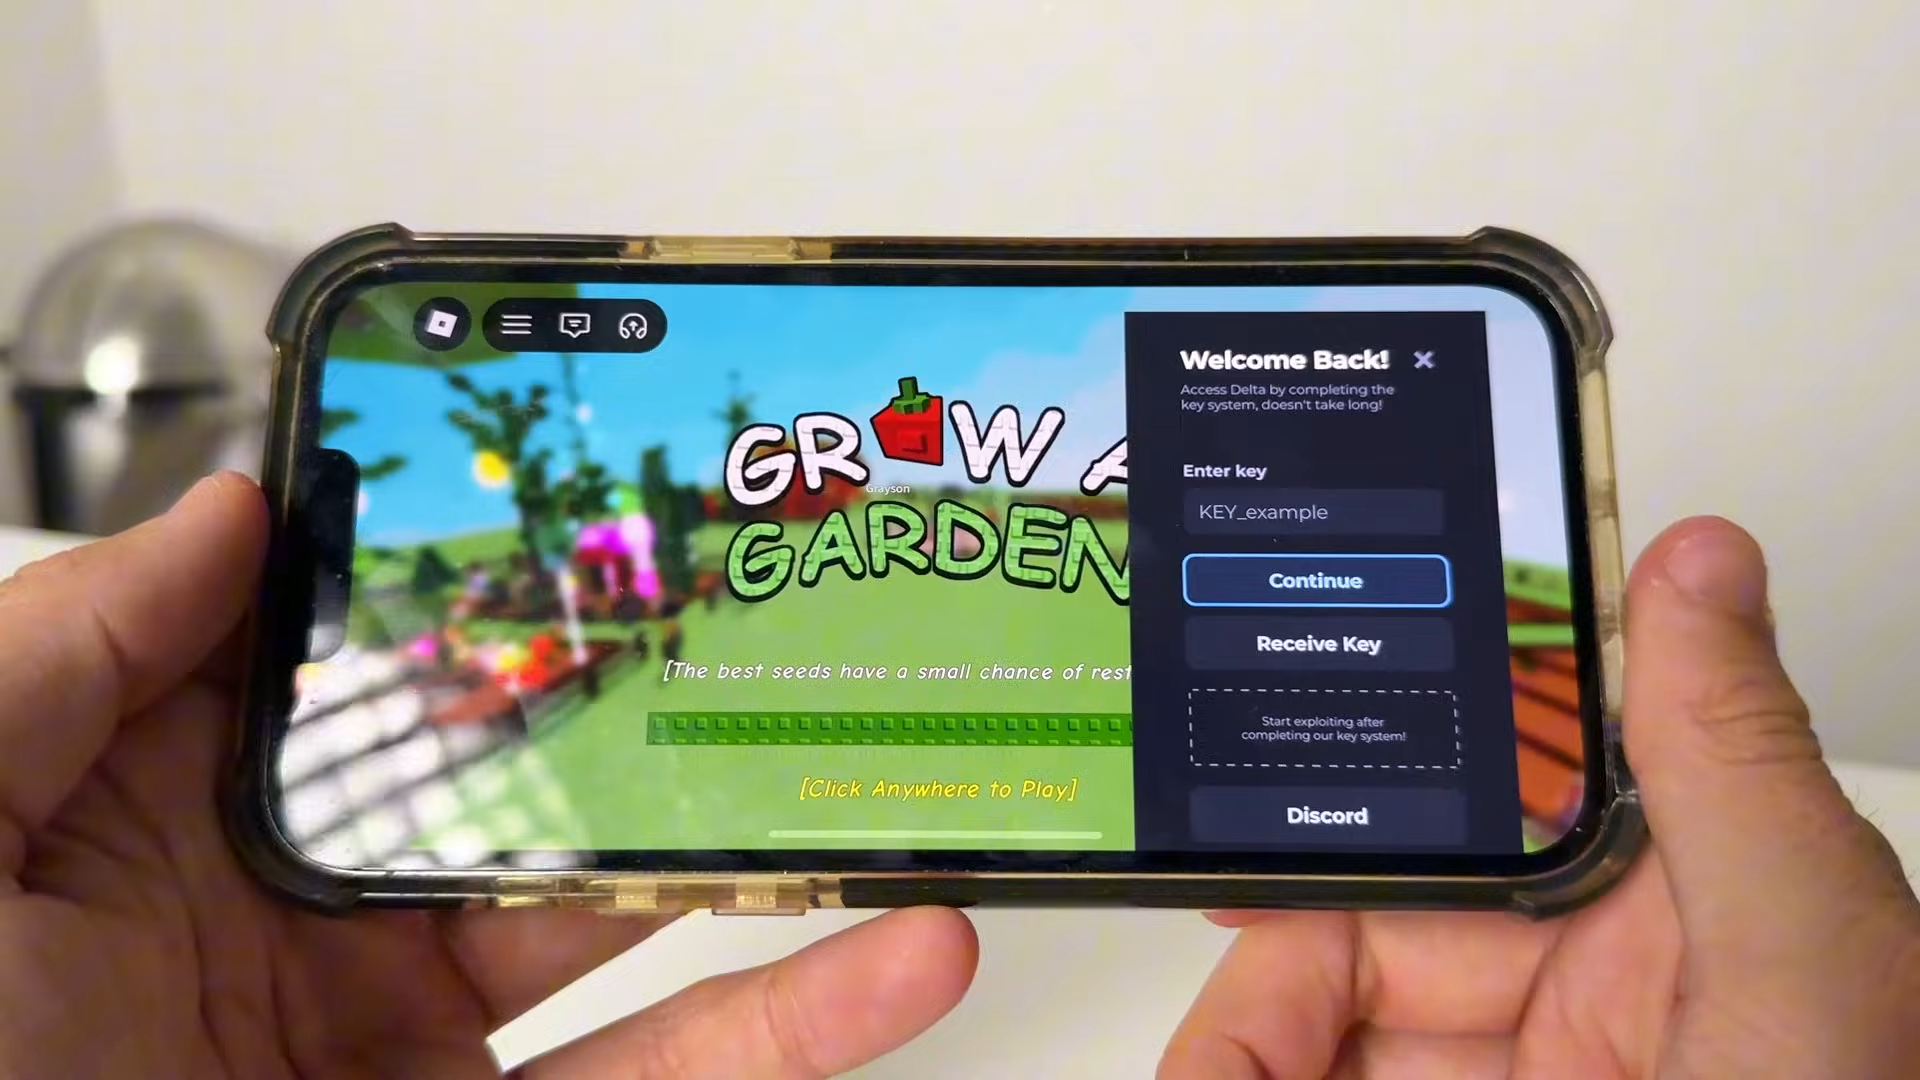 GROW A
Grayson
GARDEN
[The best seeds have a small chance of rest
[Click Anywhere to Play]
Welcome Back!
Access Delta by completing the
key system, doesn't take long!
Enter key
KEY_example
Continue
Receive Key
Start exploiting after
completing our key system!
Discord